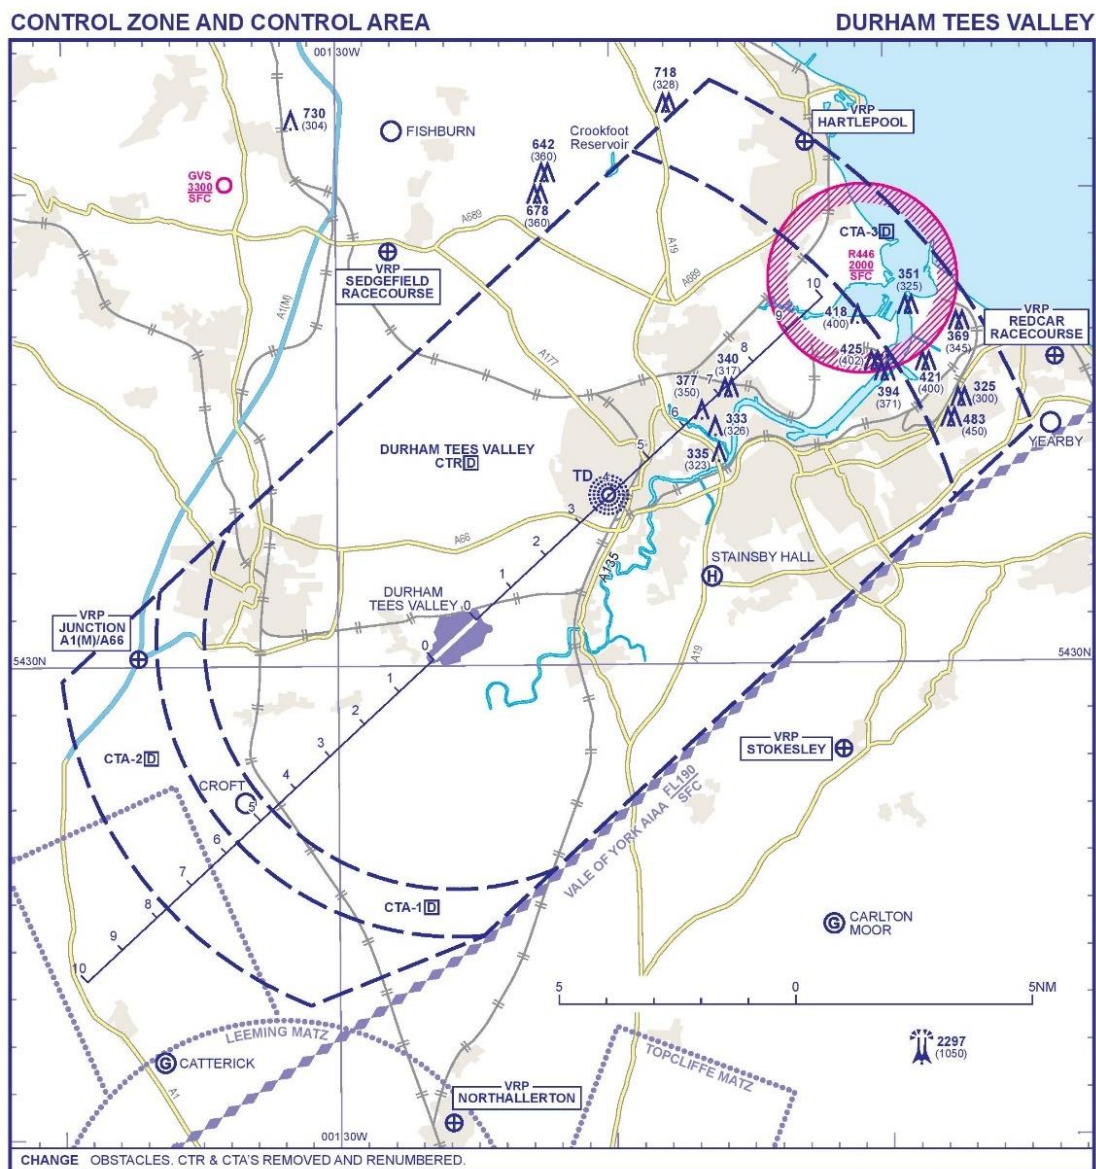 CONTROL ZONE AND CONTROL AREA
DURHAM TEES VALLEY
001:30W
718
(328)
VRP
HARTLEPOOL
730
(304)
FISHBURN
Crookfoot
Reservoir
642
(360)
678
(360)
GVS
3300
SFC
A689
A19
CTA-3 D
VRP
SEDGEFIELD
RACECOURSE
R446
2000
SFC
A689
351
(325)
10
A1(M)
9
418
(400)
VRP
REDCAR
RACECOURSE
369
(345)
A177
8
340
(317)
425
(402)
421
(400)
394
(371)
377
(350)
7
325
(300)
6
333
(326)
483
(450)
YEARBY
DURHAM TEES VALLEY
CTR D
5
335
(323)
TD
4
3
A66
2
A135
STAINSBY HALL
H
1
DURHAM
TEES VALLEY
0
VRP
JUNCTION
A1(M)/A66
0
5430N
5430N
A19
1
2
VRP
STOKESLEY
3
CTA-2 D
4
CROFT
5
FL190
SFC
VALE OF YORK AIAA
6
7
8
CTA-1 D
G
CARLTON
MOOR
9
10
5
0
5NM
LEEMING MATZ
2297
(1050)
TOPCLIFFE MATZ
G
CATTERICK
A1
VRP
NORTHALLERTON
001:30W
CHANGE OBSTACLES. CTR & CTA'S REMOVED AND RENUMBERED.